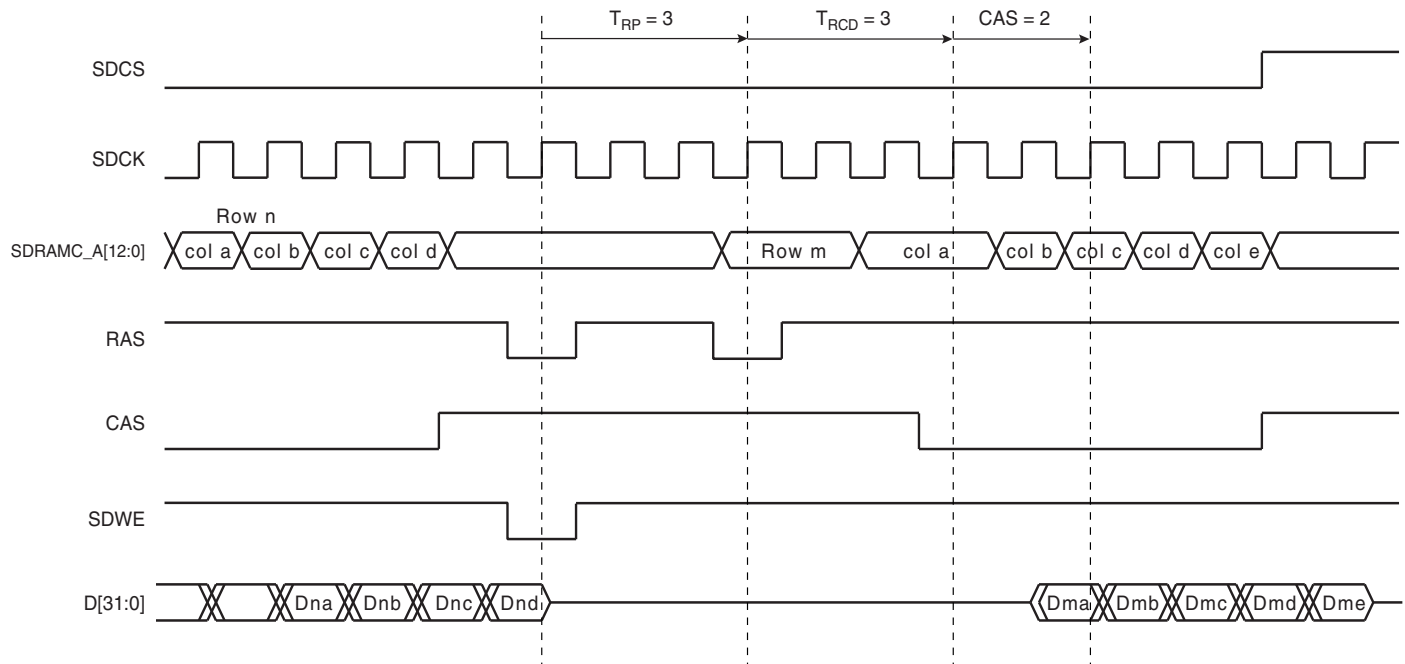 T_RP = 3 T_RCD = 3 CAS = 2
SDCS
SDCK
Row n
SDRAMC_A[12:0] col a col b col c col d Row m col a col b col c col d col e
RAS
CAS
SDWE
D[31:0] Dna Dnb Dnc Dnd Dma Dmb Dmc Dmd Dme